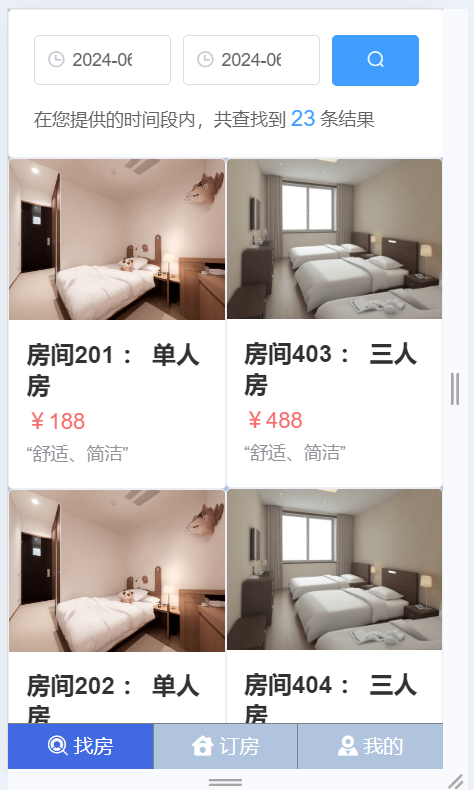 2024-06 2024-06
在您提供的时间段内，共查找到 23 条结果
房间201 ： 单人
房
￥188
“舒适、简洁”
房间403 ： 三人
房
￥488
“舒适、简洁”
房间202 ： 单人
房
房间404 ： 三人
房
找房 订房 我的